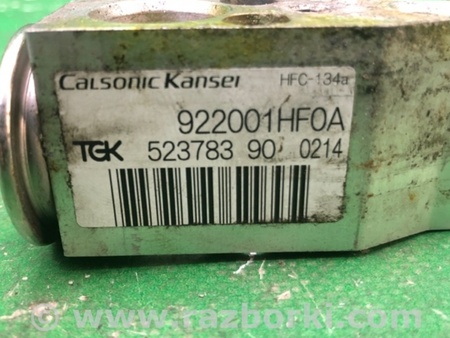 CALSONIC KANSEI HFC-134a
922001HF0A
TGK 523783 90 0214
www.razborki.com